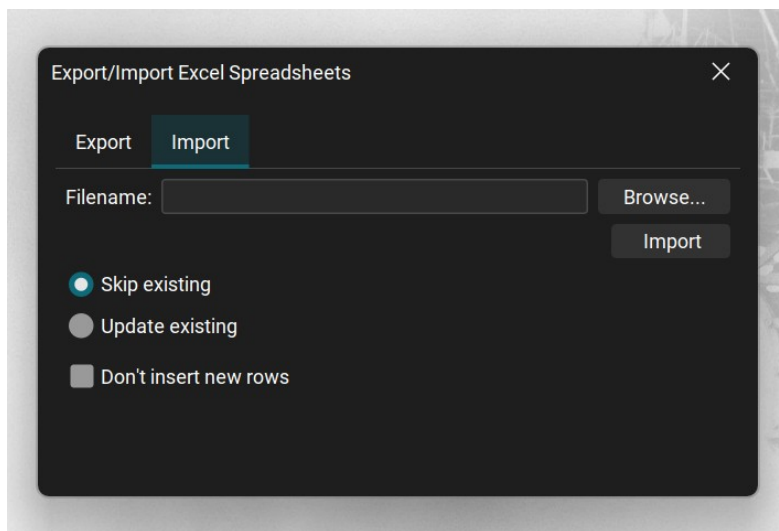 Export/Import Excel Spreadsheets
Export Import
Filename: Browse...
Import
Skip existing
Update existing
Don't insert new rows